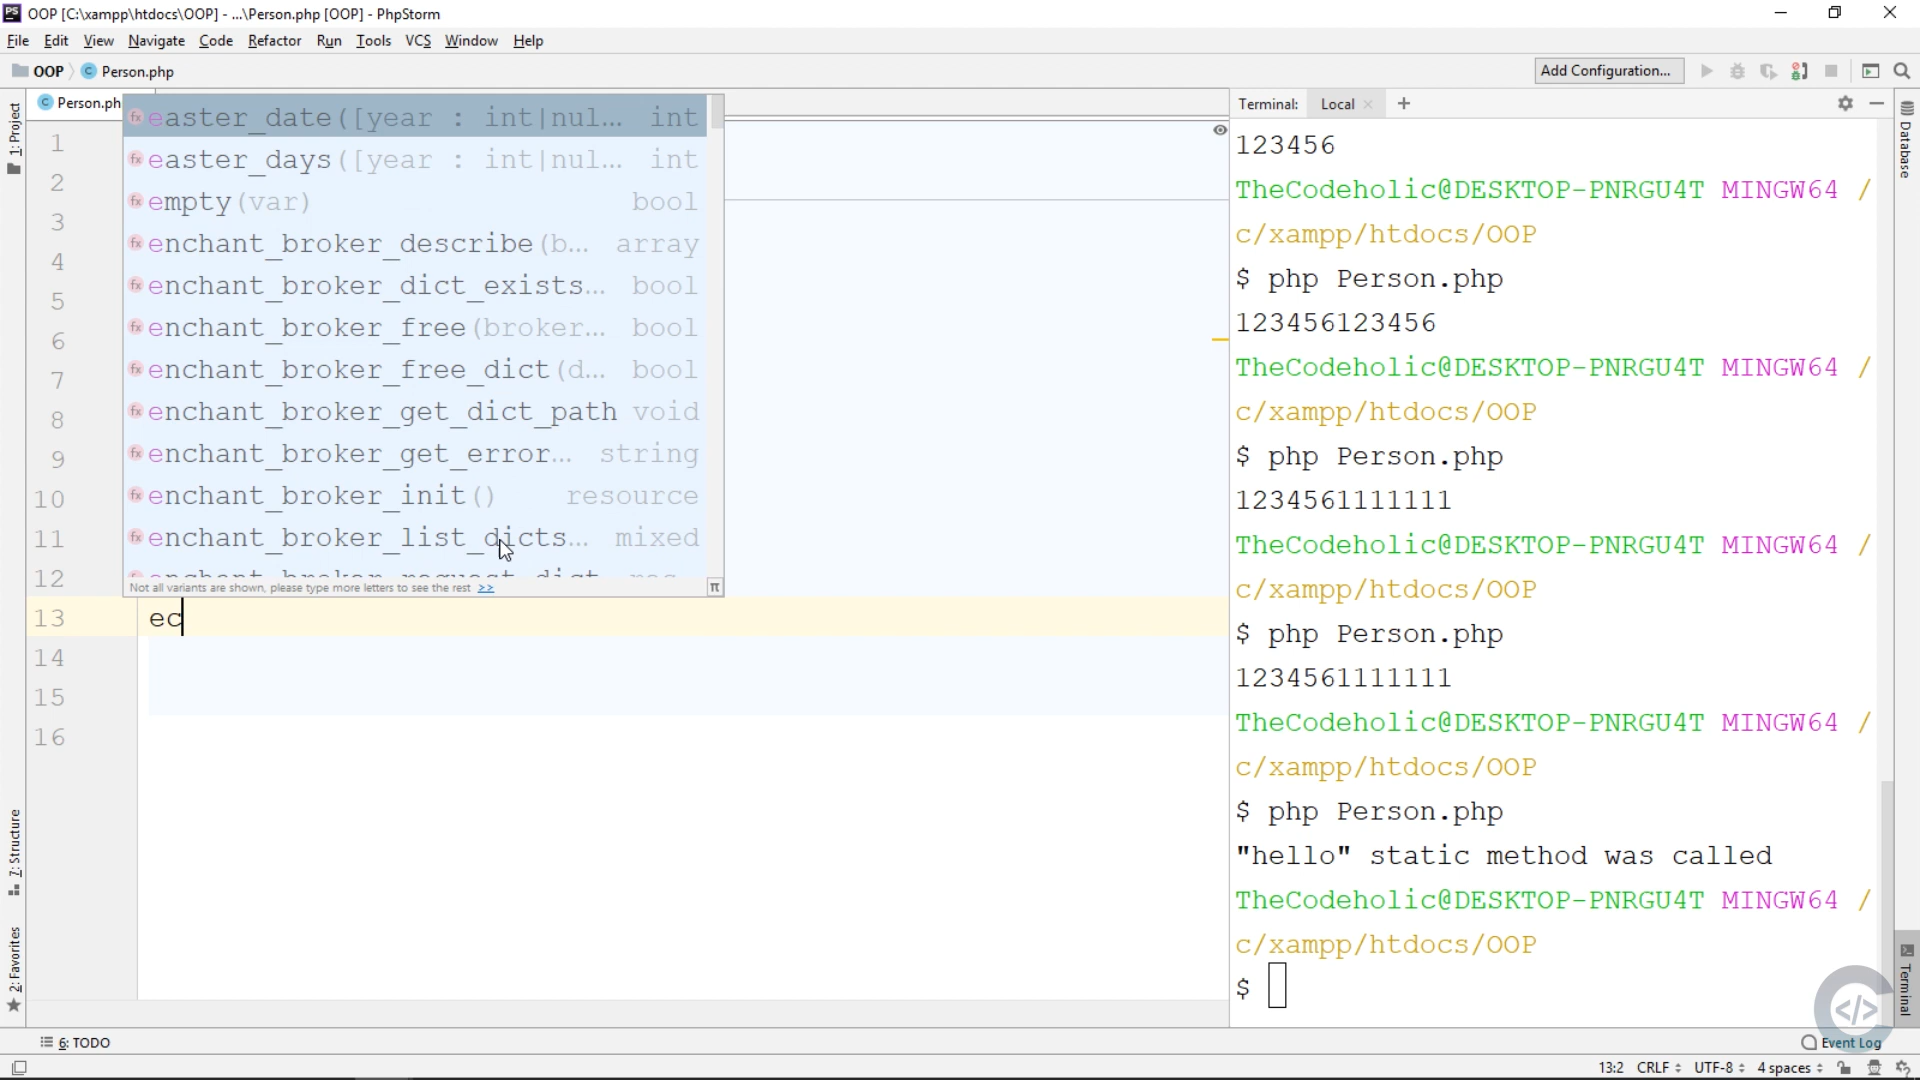 OOP [C:\xampp\htdocs\OOP] - ...\Person.php [OOP] - PhpStorm
File Edit View Navigate Code Refactor Run Tools VCS Window Help
OOP Person.php
Add Configuration...
Person.ph
1: Project
7: Structure
2: Favorites
1
2
3
4
5
6
7
8
9
10
11
12
13
14
15
16
easter_date([year : int|nul... int
easter_days([year : int|nul... int
empty(var) bool
enchant_broker_describe(b... array
enchant_broker_dict_exists... bool
enchant_broker_free(broker... bool
enchant_broker_free_dict(d... bool
enchant_broker_get_dict_path void
enchant_broker_get_error... string
enchant_broker_init() resource
enchant_broker_list_dicts... mixed
Not all variants are shown, please type more letters to see the rest >> π
ec
Terminal: Local × +
123456
TheCodeholic@DESKTOP-PNRGU4T MINGW64 /
c/xampp/htdocs/OOP
$ php Person.php
123456123456
TheCodeholic@DESKTOP-PNRGU4T MINGW64 /
c/xampp/htdocs/OOP
$ php Person.php
1234561111111
TheCodeholic@DESKTOP-PNRGU4T MINGW64 /
c/xampp/htdocs/OOP
$ php Person.php
1234561111111
TheCodeholic@DESKTOP-PNRGU4T MINGW64 /
c/xampp/htdocs/OOP
$ php Person.php
"hello" static method was called
TheCodeholic@DESKTOP-PNRGU4T MINGW64 /
c/xampp/htdocs/OOP
$
Database
Terminal
6: TODO
Event Log
13:2 CRLF UTF-8 4 spaces